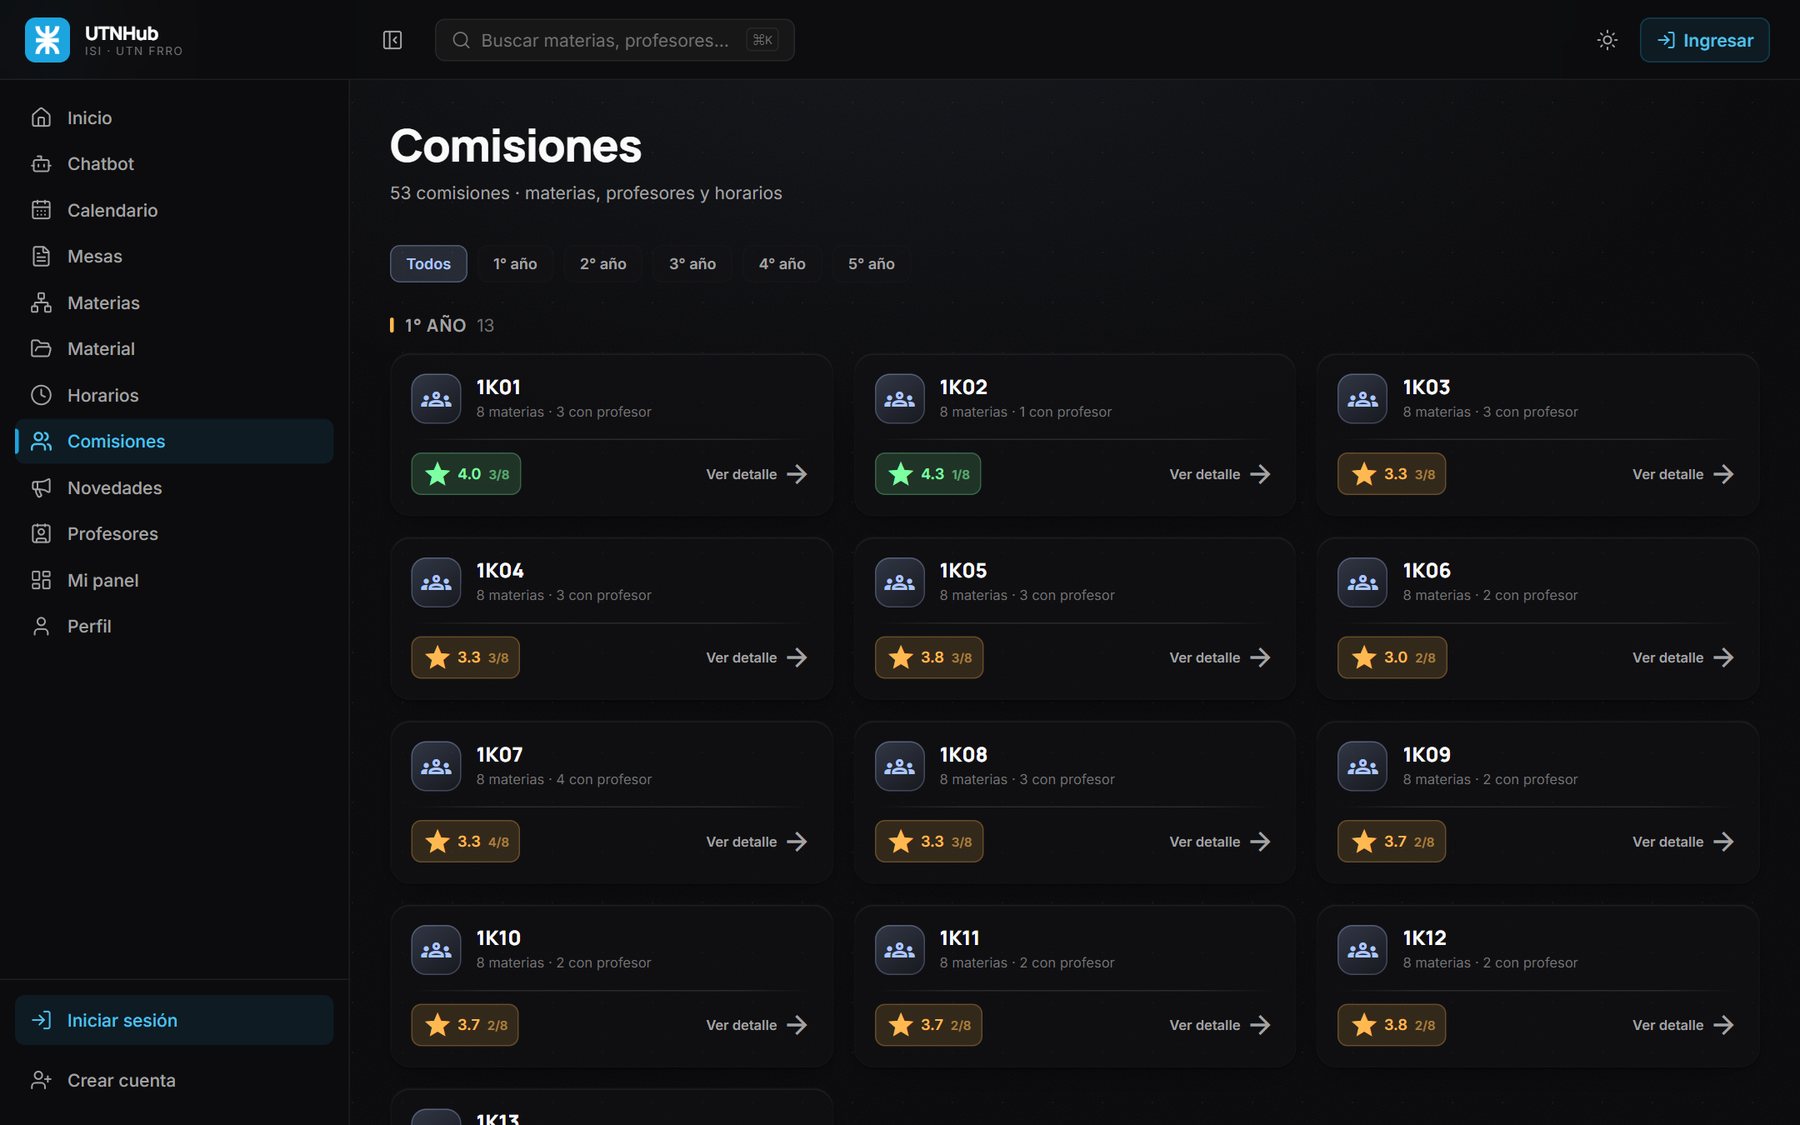 UTNHub
ISI · UTN FRRO
Buscar materias, profesores... ⌘K
Ingresar
Inicio
Chatbot
Calendario
Mesas
Materias
Material
Horarios
Comisiones
Novedades
Profesores
Mi panel
Perfil
Iniciar sesión
Crear cuenta
Comisiones
53 comisiones · materias, profesores y horarios
Todos 1° año 2° año 3° año 4° año 5° año
1° AÑO 13
1K01
8 materias · 3 con profesor
4.0 3/8 Ver detalle
1K02
8 materias · 1 con profesor
4.3 1/8 Ver detalle
1K03
8 materias · 3 con profesor
3.3 3/8 Ver detalle
1K04
8 materias · 3 con profesor
3.3 3/8 Ver detalle
1K05
8 materias · 3 con profesor
3.8 3/8 Ver detalle
1K06
8 materias · 2 con profesor
3.0 2/8 Ver detalle
1K07
8 materias · 4 con profesor
3.3 4/8 Ver detalle
1K08
8 materias · 3 con profesor
3.3 3/8 Ver detalle
1K09
8 materias · 2 con profesor
3.7 2/8 Ver detalle
1K10
8 materias · 2 con profesor
3.7 2/8 Ver detalle
1K11
8 materias · 2 con profesor
3.7 2/8 Ver detalle
1K12
8 materias · 2 con profesor
3.8 2/8 Ver detalle
1K13